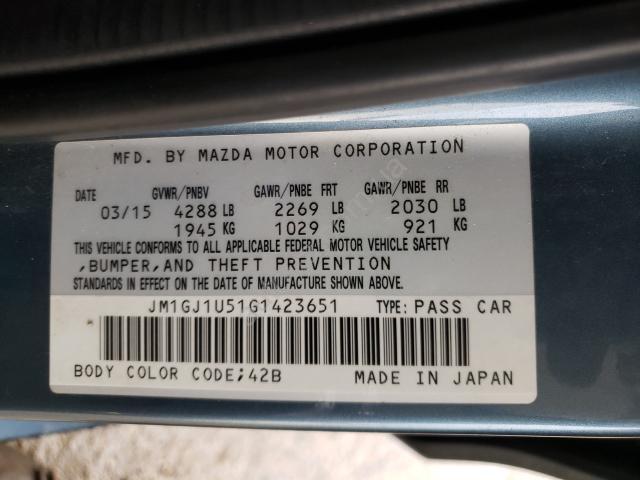 MFD. BY MAZDA MOTOR CORPORATION
DATE GVWR/PNBV GAWR/PNBE FRT GAWR/PNBE RR
03/15 4288 LB 2269 LB 2030 LB
1945 KG 1029 KG 921 KG
THIS VEHICLE CONFORMS TO ALL APPLICABLE FEDERAL MOTOR VEHICLE SAFETY
,BUMPER,AND THEFT PREVENTION
STANDARDS IN EFFECT ON THE DATE OF MANUFACTURE SHOWN ABOVE.
JM1GJ1U51G1423651 TYPE: PASS CAR
BODY COLOR CODE;42B MADE IN JAPAN